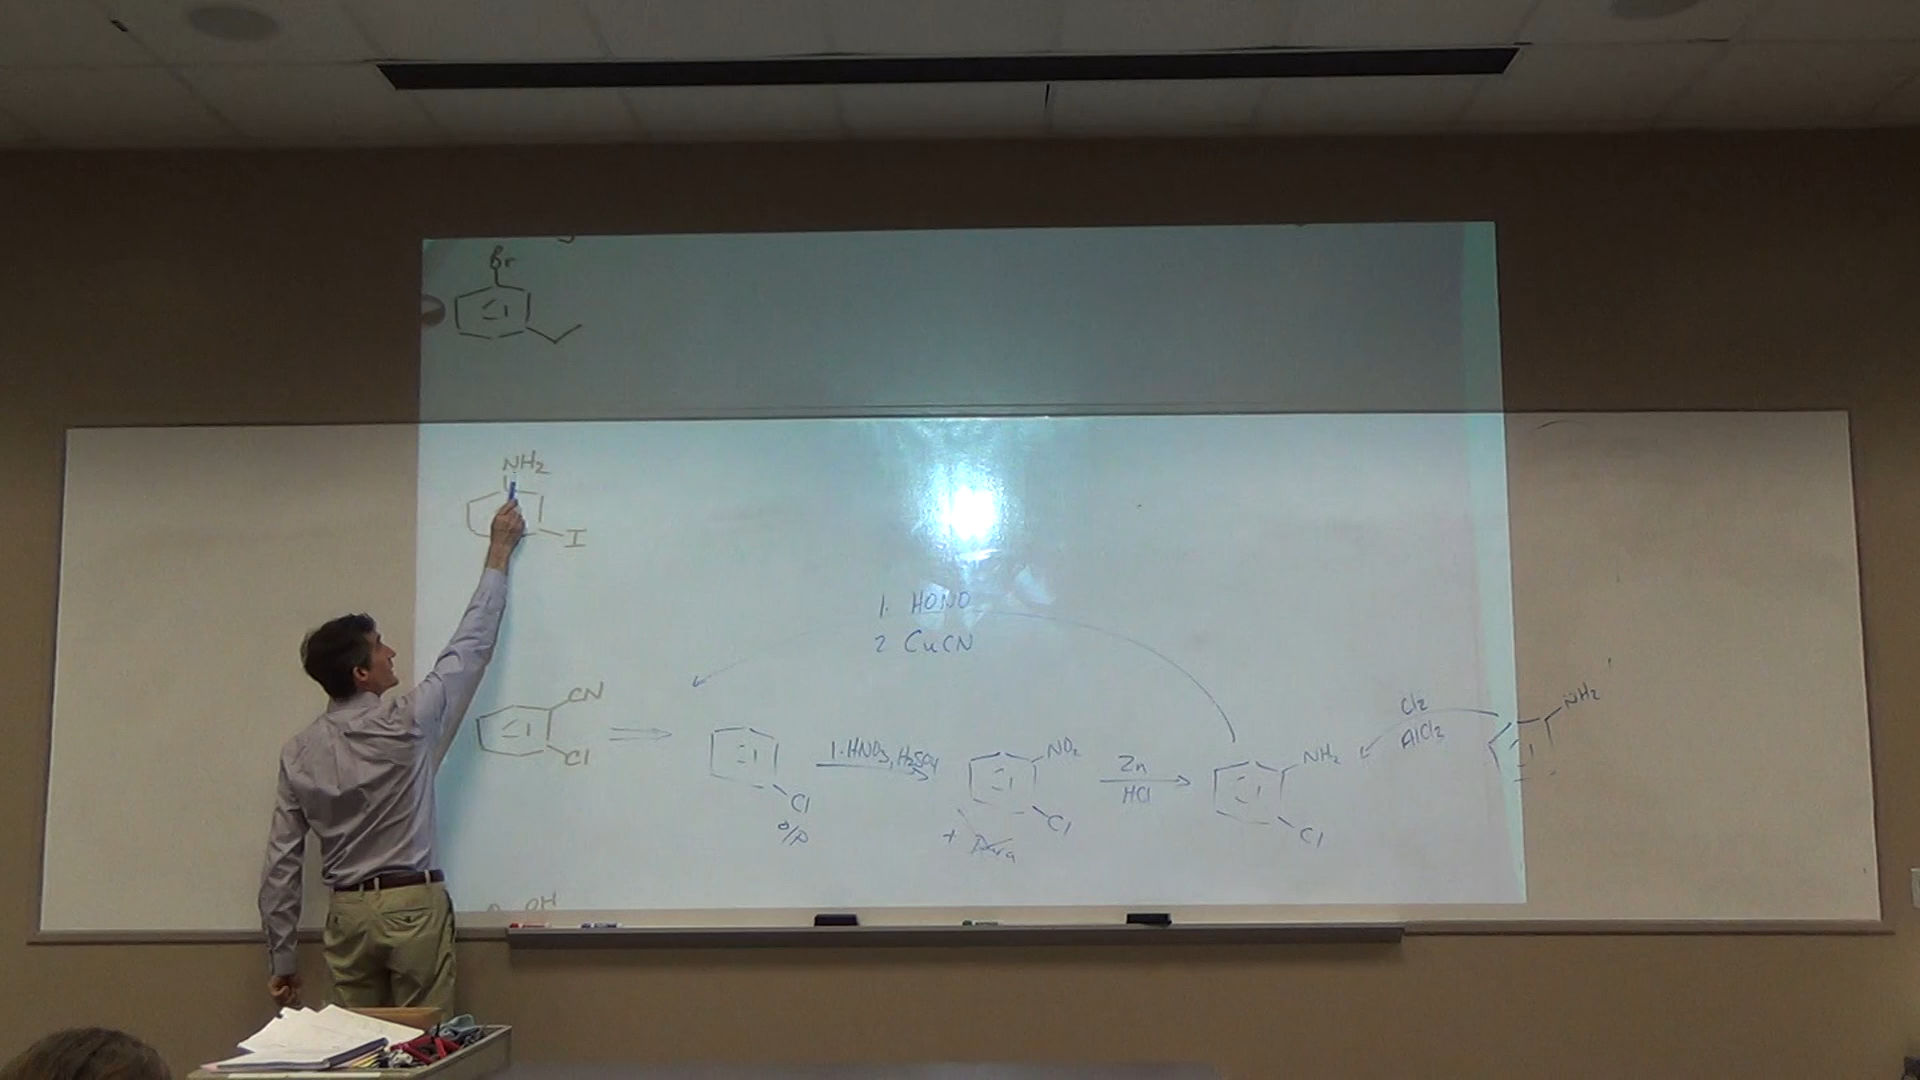 Br
NH2
I
1. HONO
2 CuCN
CN
Cl
Cl
o/p
1. HNO3, H2SO4
NO2
Cl
+ Para
Zn
HCl
NH2
Cl
Cl2
AlCl3
NH2
OH